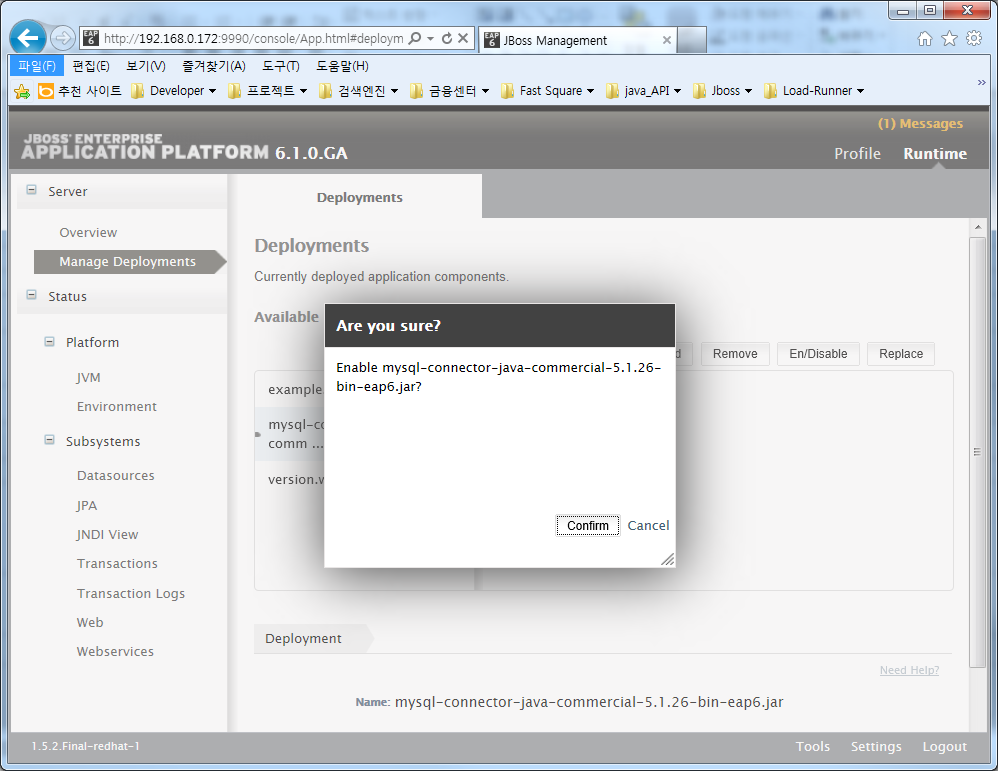 EAP 6 http://192.168.0.172:9990/console/App.html#deploym
EAP 6 JBoss Management
파일(F) 편집(E) 보기(V) 즐겨찾기(A) 도구(T) 도움말(H)
추천 사이트 Developer 프로젝트 검색엔진 금융센터 Fast Square java_API Jboss Load-Runner »
(1) Messages
JBOSS® ENTERPRISE
APPLICATION PLATFORM 6.1.0.GA
Profile Runtime
Server
Overview
Manage Deployments
Status
Platform
JVM
Environment
Subsystems
Datasources
JPA
JNDI View
Transactions
Transaction Logs
Web
Webservices
Deployments
Deployments
Currently deployed application components.
Available
Remove En/Disable Replace
example
mysql-co
comm ...
version.w
Are you sure?
Enable mysql-connector-java-commercial-5.1.26-
bin-eap6.jar?
Confirm Cancel
Deployment
Need Help?
Name: mysql-connector-java-commercial-5.1.26-bin-eap6.jar
1.5.2.Final-redhat-1
Tools Settings Logout